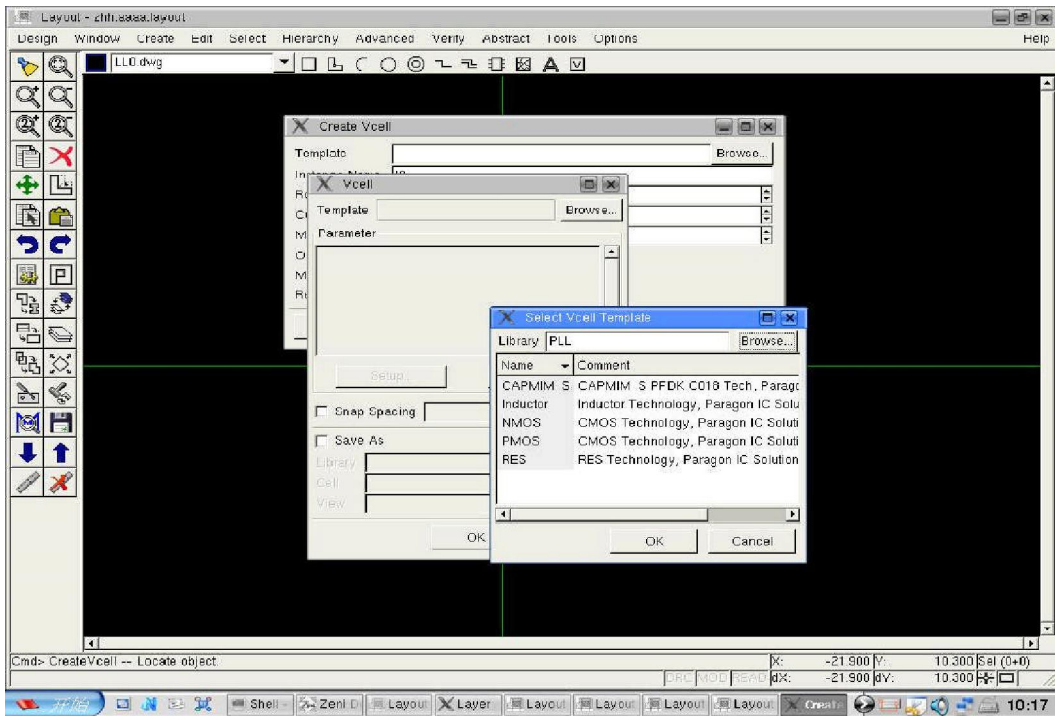 Layout - zhh.aaaa.layout
Design Window Create Edit Select Hierarchy Advanced Verify Abstract Tools Options Help
LL0.dwg
Create Vcell
Template Browse...
Vcell
Template Browse...
Parameter
Setup
Snap Spacing
Save As
Library
Cell
View
OK
Select Vcell Template
Library PLL Browse...
Name Comment
CAPMIM_S CAPMIM_S PFDK C018 Tech, Parago
Inductor Inductor Technology, Paragon IC Solu
NMOS CMOS Technology, Paragon IC Soluti
PMOS CMOS Technology, Paragon IC Soluti
RES RES Technology, Paragon IC Solution
OK Cancel
Cmd> CreateVcell -- Locate object. X: -21.900 Y: 10.300 Sel (0+0)
DRC MOD READ dX: -21.900 dY: 10.300
开始 Shell - Zeni D Layout Layer Layout Layout Layout Layout Create 10:17